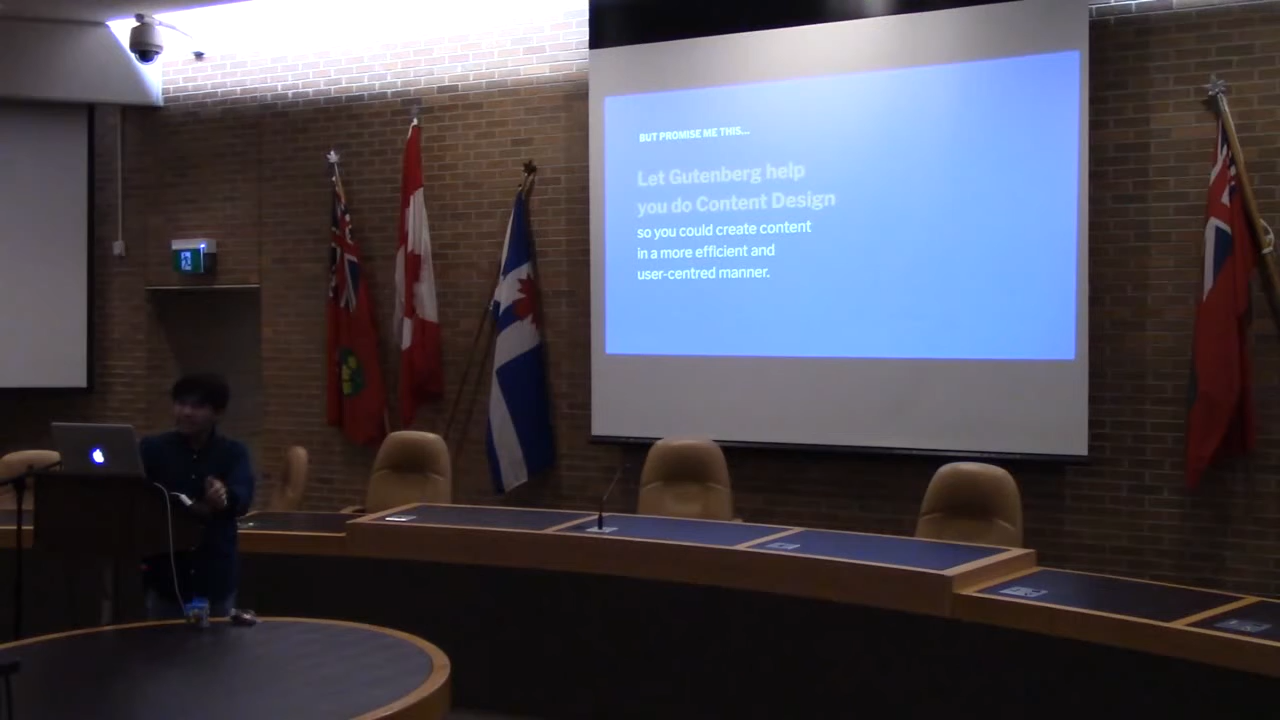 BUT PROMISE ME THIS...
Let Gutenberg help
you do Content Design
so you could create content
in a more efficient and
user-centred manner.